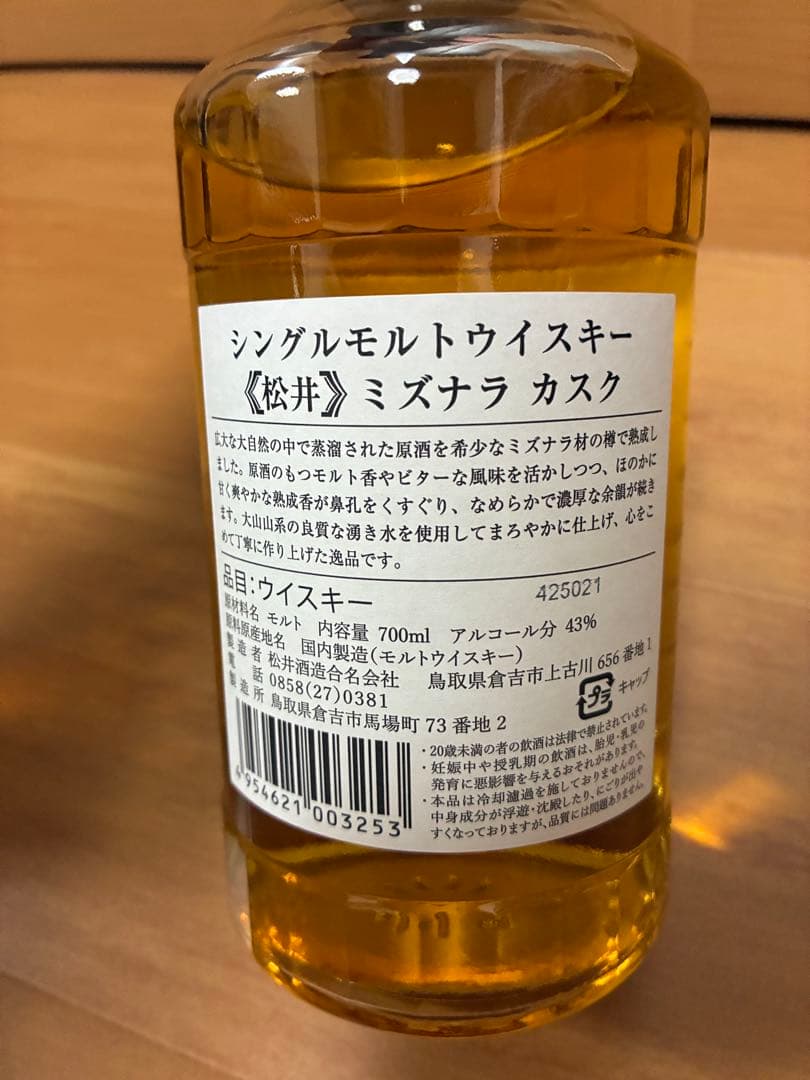 シングルモルトウイスキー
《松井》ミズナラ カスク
広大な大自然の中で蒸溜された原酒を希少なミズナラ材の樽で熟成し
ました。原酒のもつモルト香やビターな風味を活かしつつ、ほのかに
甘く爽やかな熟成香が鼻孔をくすぐり、なめらかで濃厚な余韻が続き
ます。大山山系の良質な湧き水を使用してまろやかに仕上げ、心をこ
めて丁寧に作り上げた逸品です。
品目:ウイスキー
425021
原材料名 モルト 内容量 700ml アルコール分 43%
原料原産地名 国内製造(モルトウイスキー)
製造者 松井酒造合名会社 鳥取県倉吉市上古川 656 番地 1
電話 0858(27)0381
製造所 鳥取県倉吉市馬場町 73 番地 2
プラ キャップ
・20歳未満の者の飲酒は法律で禁止されています。
・妊娠中や授乳期の飲酒は、胎児・乳児の
発育に悪影響を与えるおそれがあります。
・本品は冷却濾過を施しておりませんので、
中身成分が浮遊・沈殿したり、にごりが出や
すくなっておりますが、品質には問題ありません。
4 954621 003253